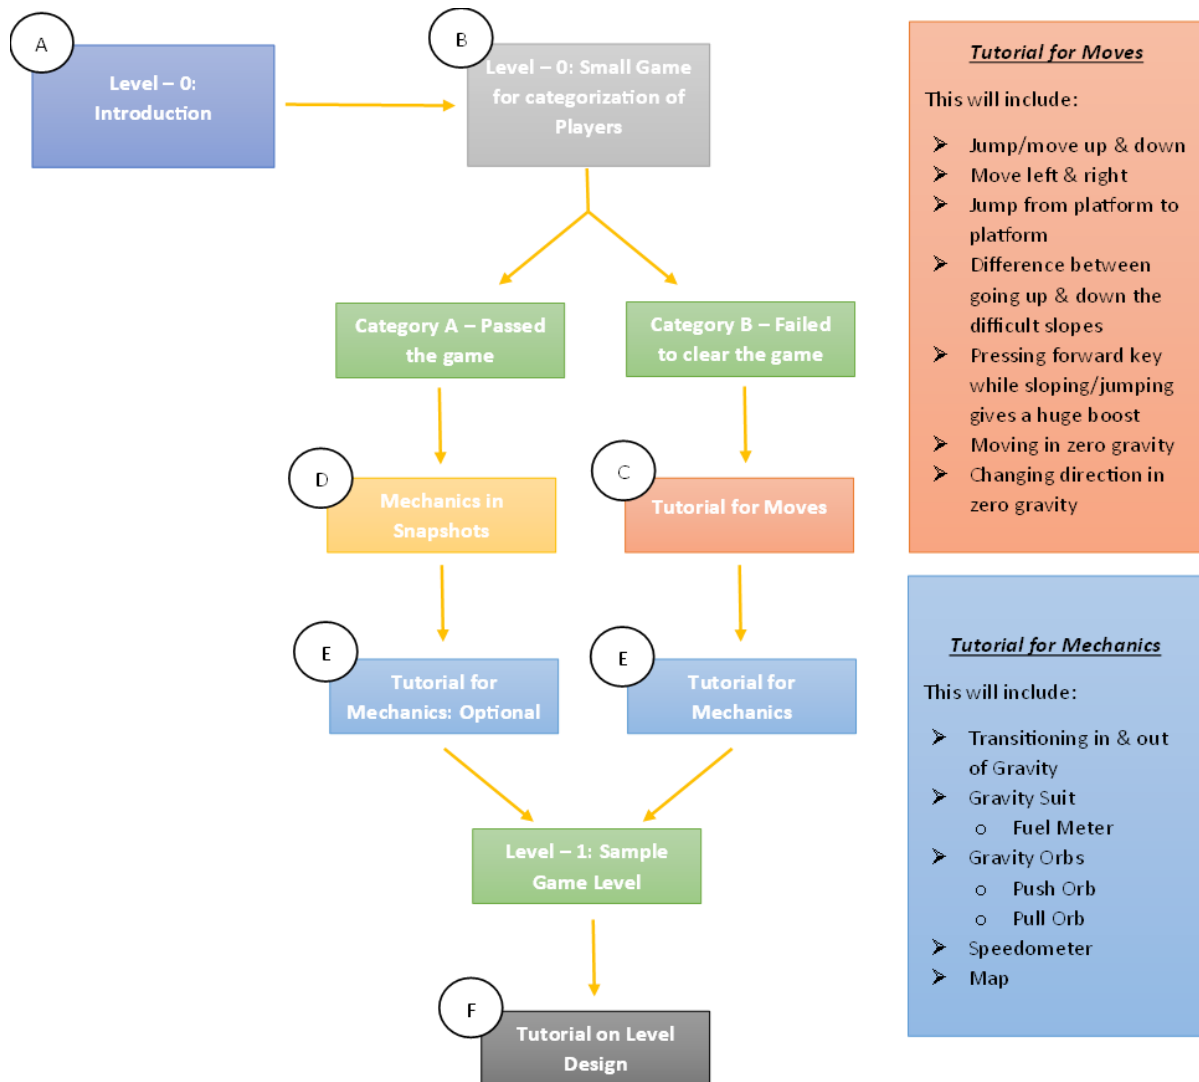 A
Level – 0:
Introduction
B
Level – 0: Small Game
for categorization of
Players
Category A – Passed
the game
Category B – Failed
to clear the game
D
Mechanics in
Snapshots
C
Tutorial for Moves
E
Tutorial for
Mechanics: Optional
E
Tutorial for
Mechanics
Level – 1: Sample
Game Level
F
Tutorial on Level
Design
Tutorial for Moves
This will include:
➤ Jump/move up & down
➤ Move left & right
➤ Jump from platform to
platform
➤ Difference between
going up & down the
difficult slopes
➤ Pressing forward key
while sloping/jumping
gives a huge boost
➤ Moving in zero gravity
➤ Changing direction in
zero gravity
Tutorial for Mechanics
This will include:
➤ Transitioning in & out
of Gravity
➤ Gravity Suit
o Fuel Meter
➤ Gravity Orbs
o Push Orb
o Pull Orb
➤ Speedometer
➤ Map